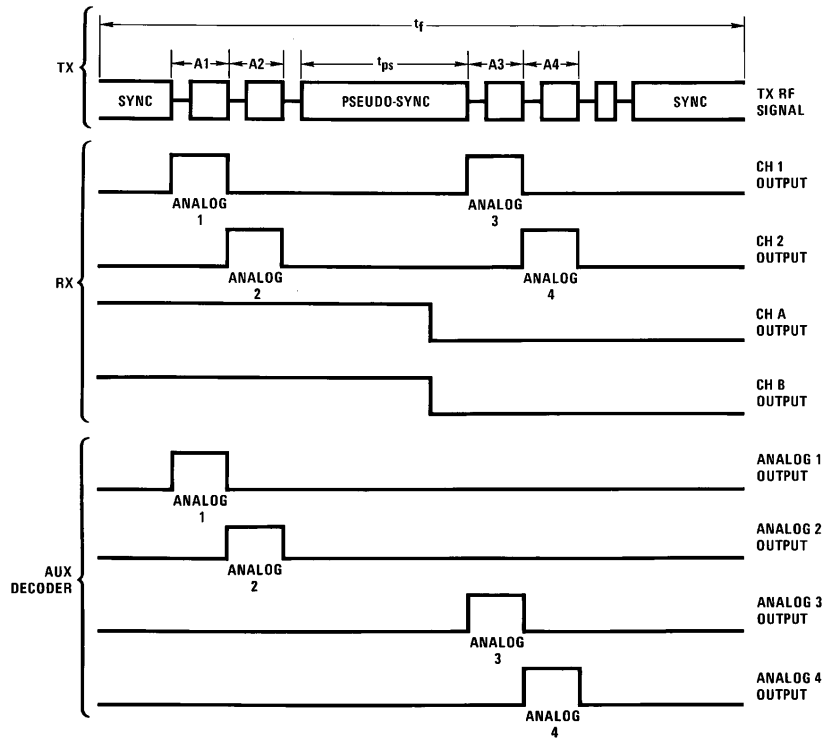 tf
A1 A2 tps A3 A4
TX
SYNC PSEUDO-SYNC SYNC
TX RF
SIGNAL
CH 1
OUTPUT
ANALOG
1
ANALOG
3
CH 2
OUTPUT
ANALOG
2
ANALOG
4
RX
CH A
OUTPUT
CH B
OUTPUT
ANALOG 1
OUTPUT
ANALOG
1
ANALOG 2
OUTPUT
ANALOG
2
AUX
DECODER
ANALOG 3
OUTPUT
ANALOG
3
ANALOG 4
OUTPUT
ANALOG
4